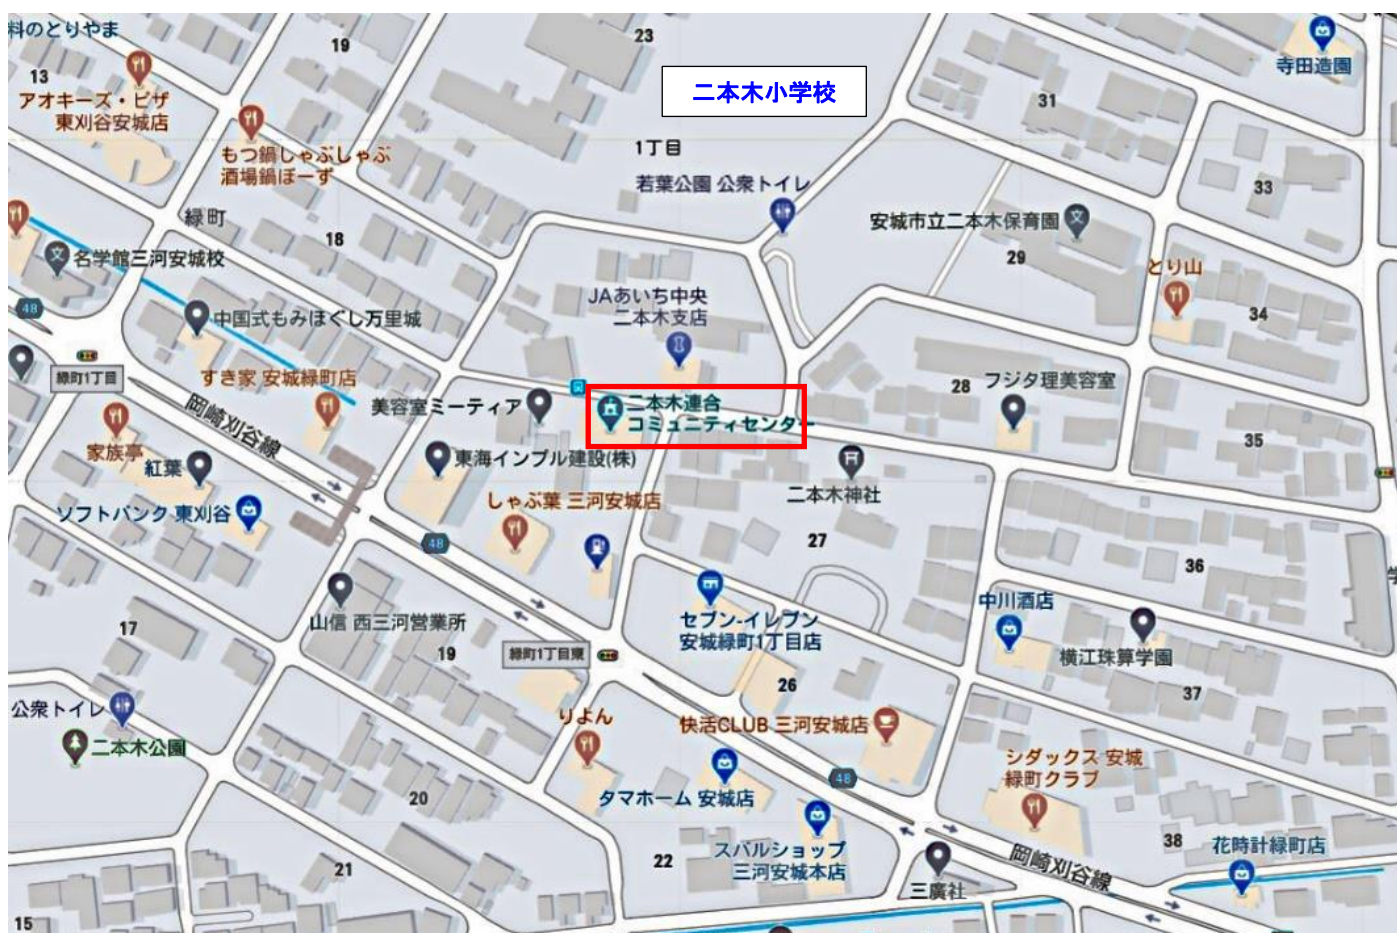 料のとりやま
19
23
二本木小学校
寺田造園
13
アオキーズ・ピザ
東刈谷安城店
31
もつ鍋しゃぶしゃぶ
酒場鍋ぼーず
1丁目
若葉公園 公衆トイレ
33
緑町
18
安城市立二本木保育園
29
名学館三河安城校
とり山
48
中国式もみほぐし万里城
JAあいち中央
二本木支店
34
緑町1丁目
すき家 安城緑町店
岡崎刈谷線
美容室ミーティア
二本木連合
コミュニティセンター
28
フジタ理美容室
家族亭
紅葉
東海インプル建設(株)
二本木神社
35
ソフトバンク 東刈谷
しゃぶ葉 三河安城店
48
27
36
山信 西三河営業所
17
19
緑町1丁目東
セブン-イレブン
安城緑町1丁目店
中川酒店
横江珠算学園
26
37
公衆トイレ
二本木公園
りよん
快活CLUB 三河安城店
シダックス 安城
緑町クラブ
48
タマホーム 安城店
20
スバルショップ
三河安城本店
22
21
岡崎刈谷線
38
花時計緑町店
三廣社
15